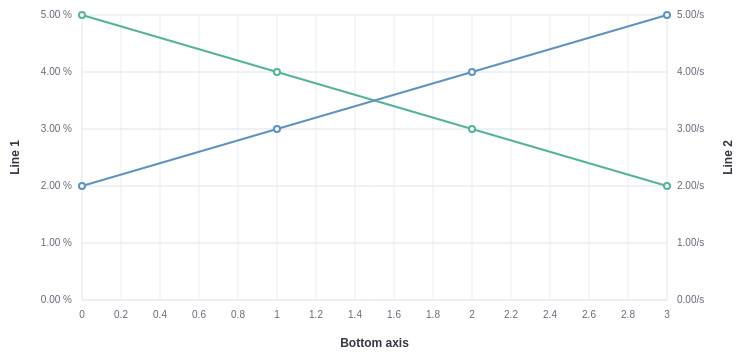 5.00 %
4.00 %
3.00 %
2.00 %
1.00 %
0.00 %
Line 1
5.00/s
4.00/s
3.00/s
2.00/s
1.00/s
0.00/s
Line 2
0 0.2 0.4 0.6 0.8 1 1.2 1.4 1.6 1.8 2 2.2 2.4 2.6 2.8 3
Bottom axis